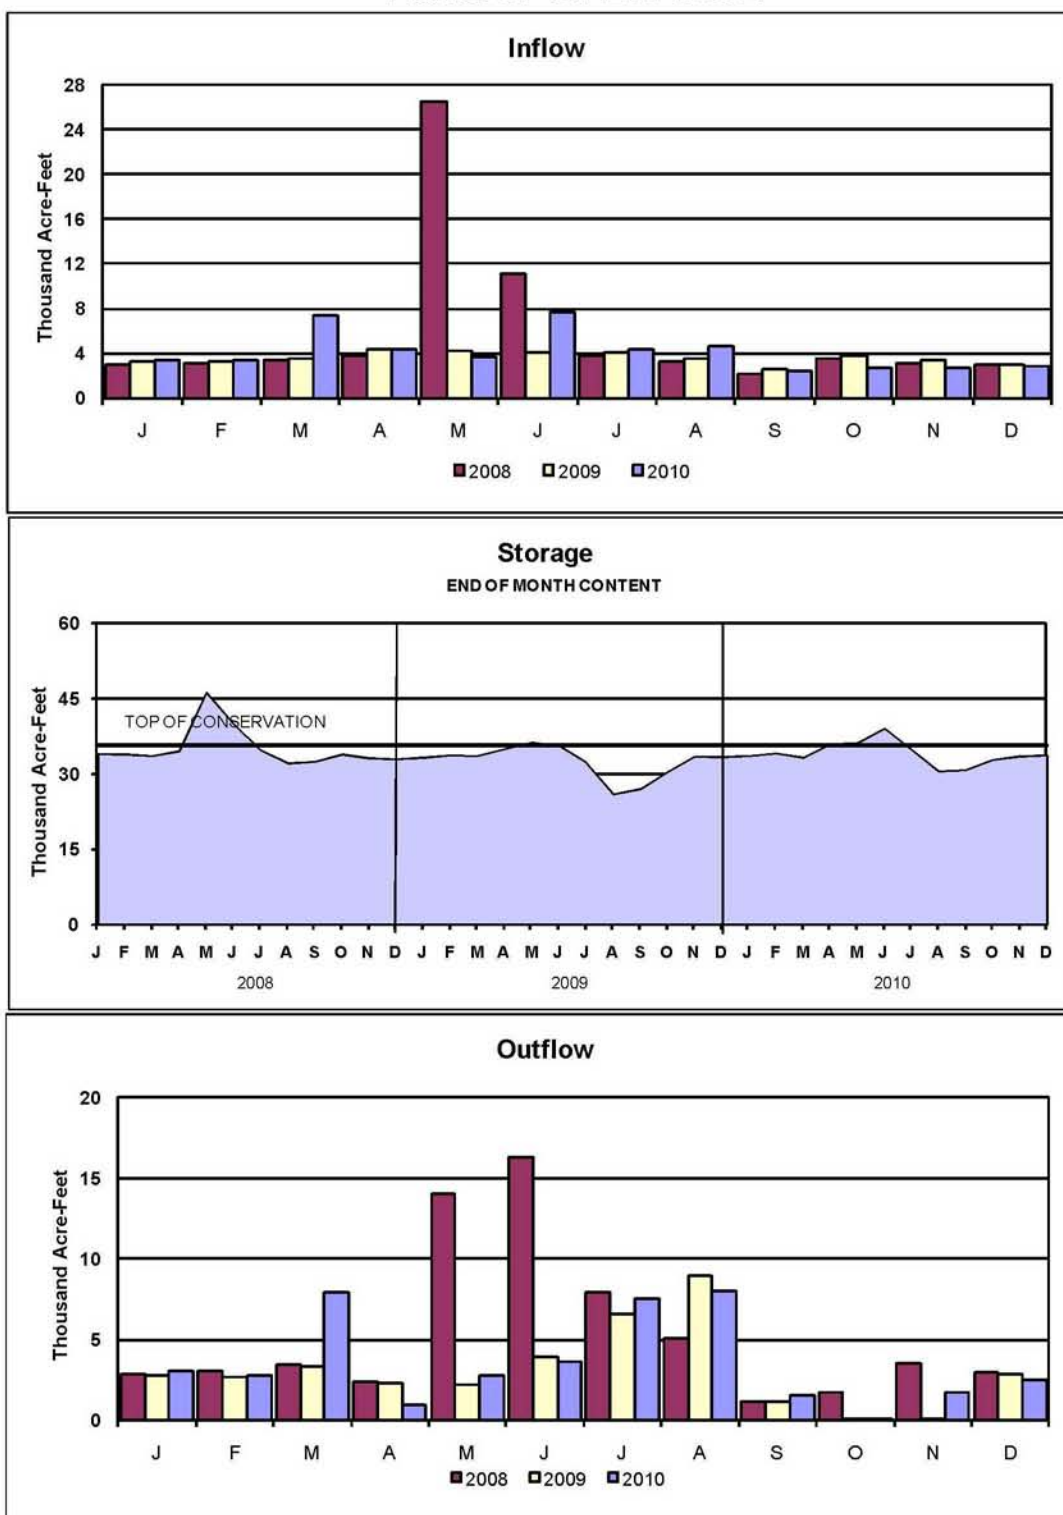 Inflow
28
24
20
16
12
8
4
0
Thousand Acre-Feet
J F M A M J J A S O N D
2008 2009 2010
Storage
END OF MONTH CONTENT
60
45
30
15
0
Thousand Acre-Feet
TOP OF CONSERVATION
J F M A M J J A S O N D J F M A M J J A S O N D J F M A M J J A S O N D
2008 2009 2010
Outflow
20
15
10
5
0
Thousand Acre-Feet
J F M A M J J A S O N D
2008 2009 2010